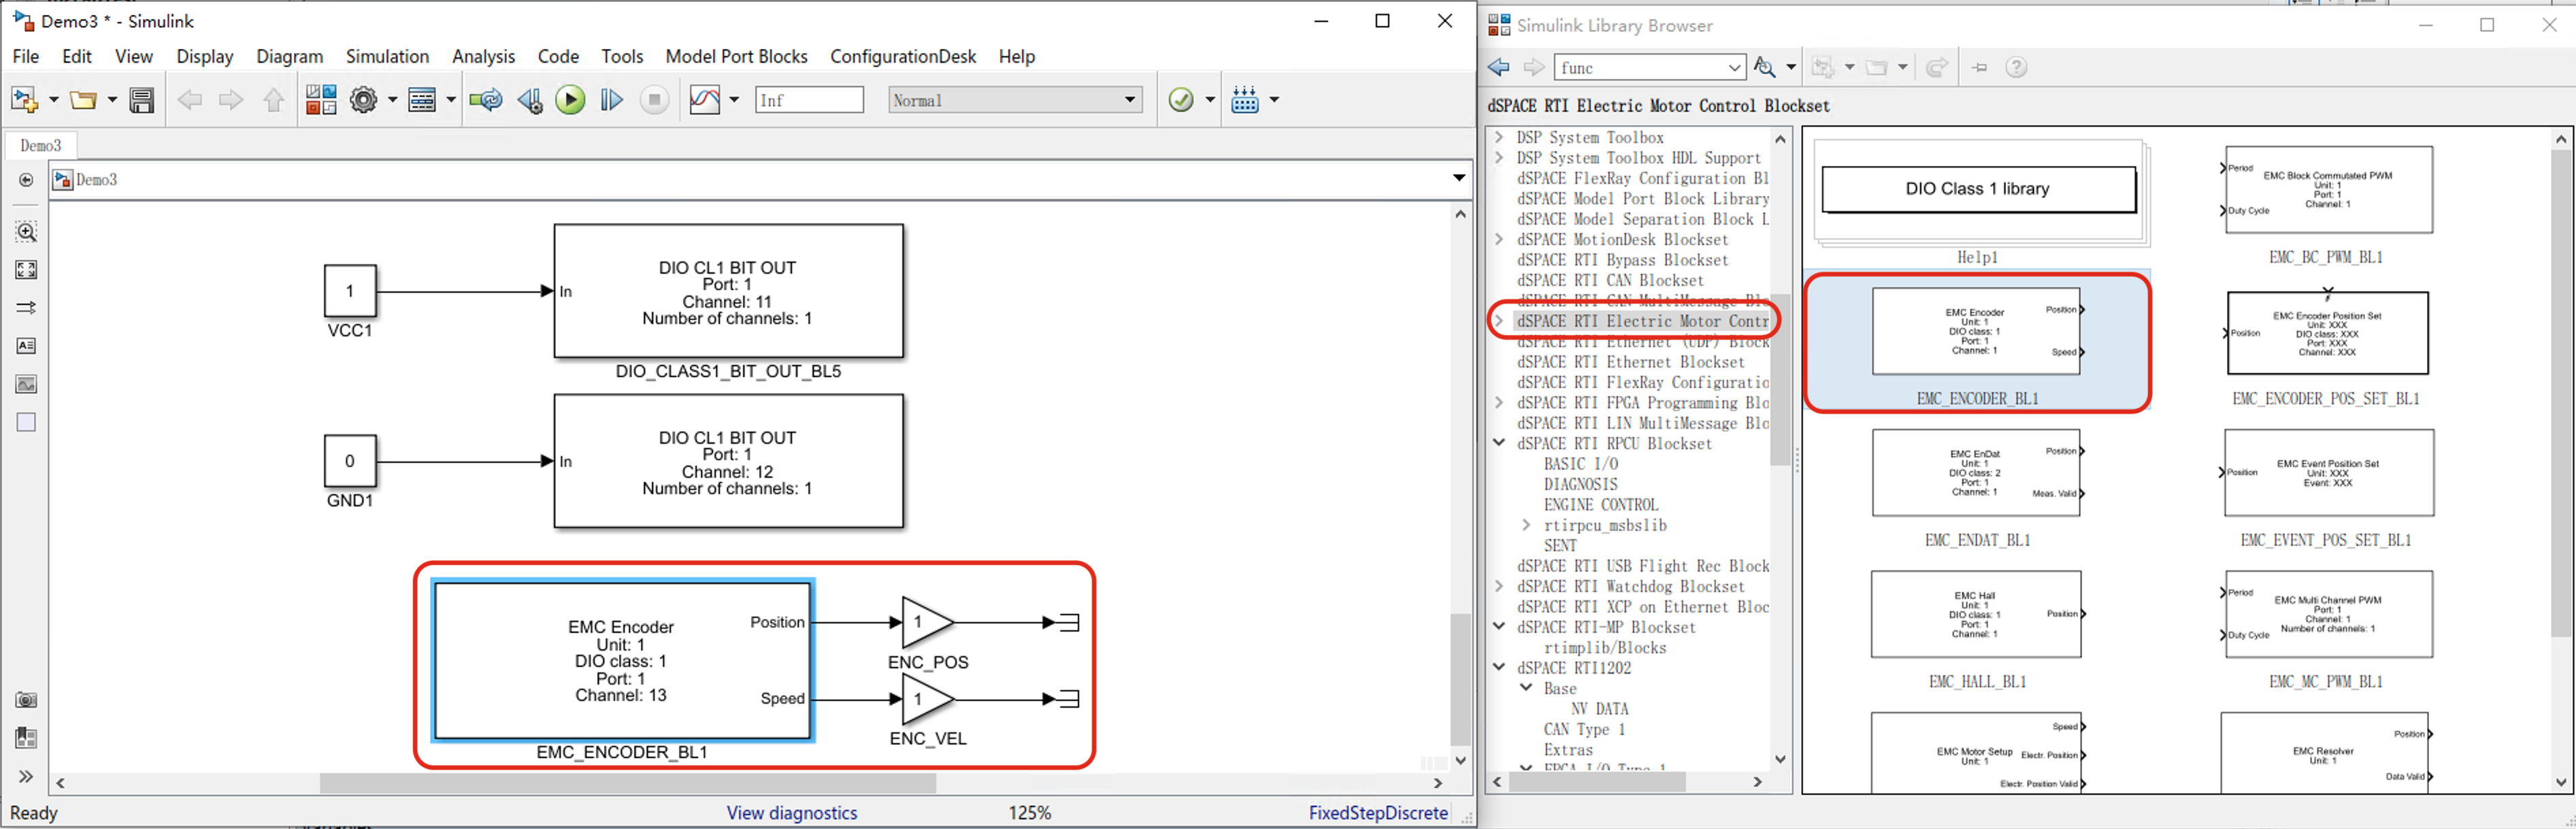 Demo3 * - Simulink
File Edit View Display Diagram Simulation Analysis Code Tools Model Port Blocks ConfigurationDesk Help
Inf
Normal
Demo3
Demo3
1
VCC1
In
DIO CL1 BIT OUT
Port: 1
Channel: 11
Number of channels: 1
DIO_CLASS1_BIT_OUT_BL5
0
GND1
In
DIO CL1 BIT OUT
Port: 1
Channel: 12
Number of channels: 1
EMC Encoder
Unit: 1
DIO class: 1
Port: 1
Channel: 13
Position
Speed
EMC_ENCODER_BL1
1
ENC_POS
1
ENC_VEL
Ready
View diagnostics
125%
FixedStepDiscrete
Simulink Library Browser
func
dSPACE RTI Electric Motor Control Blockset
DSP System Toolbox
DSP System Toolbox HDL Support
dSPACE FlexRay Configuration Bl
dSPACE Model Port Block Library
dSPACE Model Separation Block L
dSPACE MotionDesk Blockset
dSPACE RTI Bypass Blockset
dSPACE RTI CAN Blockset
dSPACE RTI CAN MultiMessage Blo
dSPACE RTI Electric Motor Contr
dSPACE RTI Ethernet (UDP) Block
dSPACE RTI Ethernet Blockset
dSPACE RTI FlexRay Configuratio
dSPACE RTI FPGA Programming Blo
dSPACE RTI LIN MultiMessage Blo
dSPACE RTI RPCU Blockset
BASIC I/O
DIAGNOSIS
ENGINE CONTROL
rtirpcu_msbslib
SENT
dSPACE RTI USB Flight Rec Block
dSPACE RTI Watchdog Blockset
dSPACE RTI XCP on Ethernet Bloc
dSPACE RTI-MP Blockset
rtimplib/Blocks
dSPACE RTI1202
Base
NV DATA
CAN Type 1
Extras
FPGA I/O Type 1
DIO Class 1 library
Help1
Period
Duty Cycle
EMC Block Commutated PWM
Unit: 1
Port: 1
Channel: 1
EMC_BC_PWM_BL1
EMC Encoder
Unit: 1
DIO class: 1
Port: 1
Channel: 1
Position
Speed
EMC_ENCODER_BL1
Position
EMC Encoder Position Set
Unit: XXX
DIO class: XXX
Port: XXX
Channel: XXX
EMC_ENCODER_POS_SET_BL1
EMC EnDat
Unit: 1
DIO class: 2
Port: 1
Channel: 1
Position
Meas. Valid
EMC_ENDAT_BL1
Position
EMC Event Position Set
Unit: XXX
Event: XXX
EMC_EVENT_POS_SET_BL1
EMC Hall
Unit: 1
DIO class: 1
Port: 1
Channel: 1
Position
EMC_HALL_BL1
Period
Duty Cycle
EMC Multi Channel PWM
Port: 1
Channel: 1
Number of channels: 1
EMC_MC_PWM_BL1
EMC Motor Setup
Unit: 1
Speed
Electr. Position
Electr. Position Valid
EMC Resolver
Unit: 1
Position
Data Valid